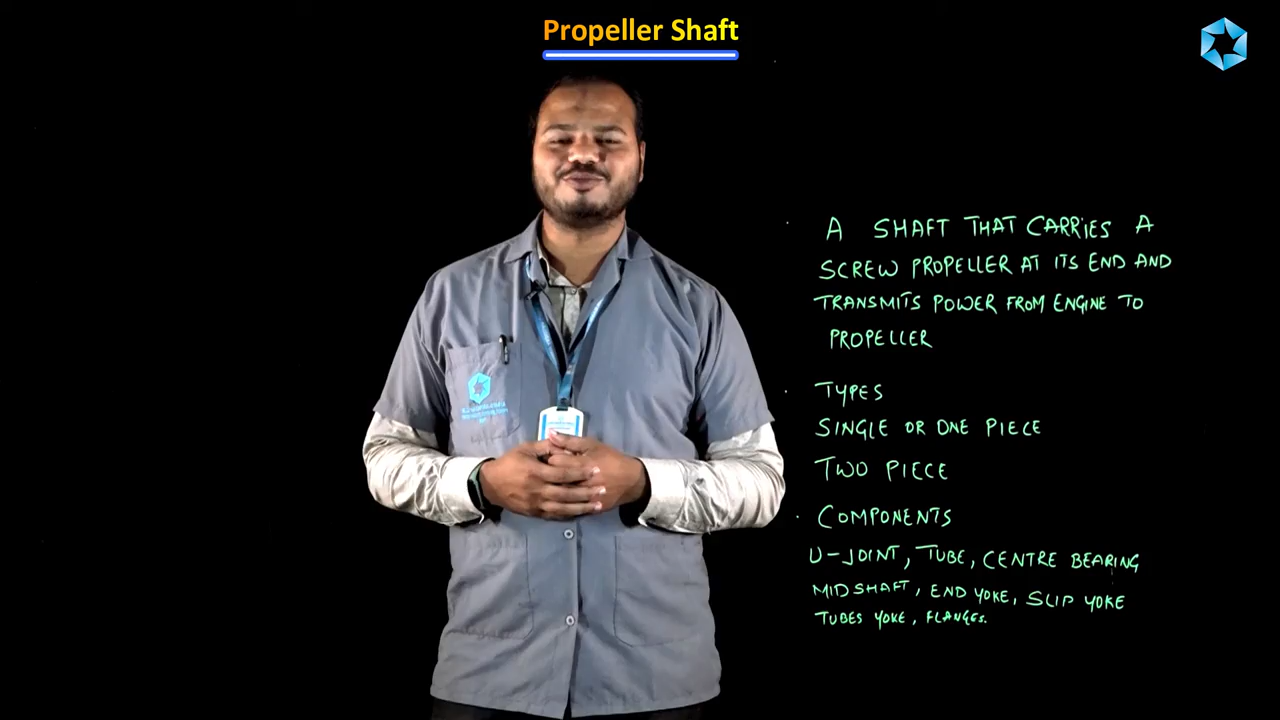 Propeller Shaft
A SHAFT THAT CARRIES A
SCREW PROPELLER AT ITS END AND
TRANSMITS POWER FROM ENGINE TO
PROPELLER
TYPES
SINGLE OR ONE PIECE
TWO PIECE
COMPONENTS
U-JOINT, TUBE, CENTRE BEARING
MIDSHAFT, END YOKE, SLIP YOKE
TUBES YOKE, FLANGES.